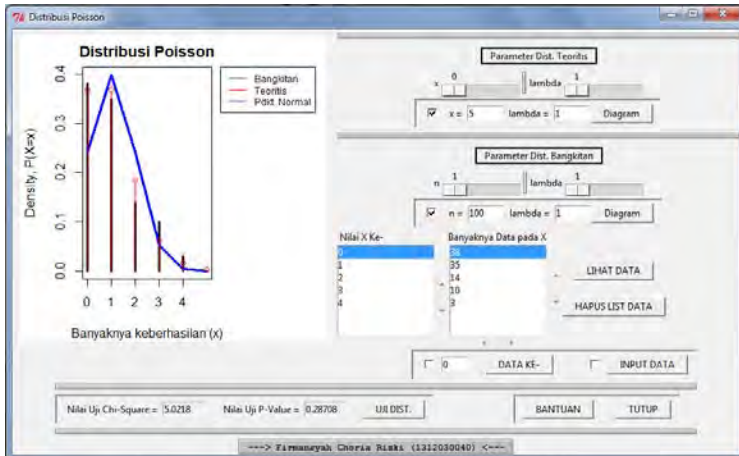 Distribusi Poisson
Distribusi Poisson
Bangkitan
Teoritis
Pdkt. Normal
Density, P(X=x)
0.4
0.3
0.2
0.1
0.0
0 1 2 3 4
Banyaknya keberhasilan (x)
Parameter Dist. Teoritis
0 1
x lambda
x = 5 lambda = 1 Diagram
Parameter Dist. Bangkitan
1 1
n lambda
n = 100 lambda = 1 Diagram
Nilai X Ke- Banyaknya Data pada X
0 38
1 35
2 14
3 10
4 3
LIHAT DATA
HAPUS LIST DATA
0 DATA KE- INPUT DATA
Nilai Uji Chi-Square = 5.0218 Nilai Uji P-Value = 0.28708 UJI DIST. BANTUAN TUTUP
---> Firmansyah Choria Rizki (1312030040) <---